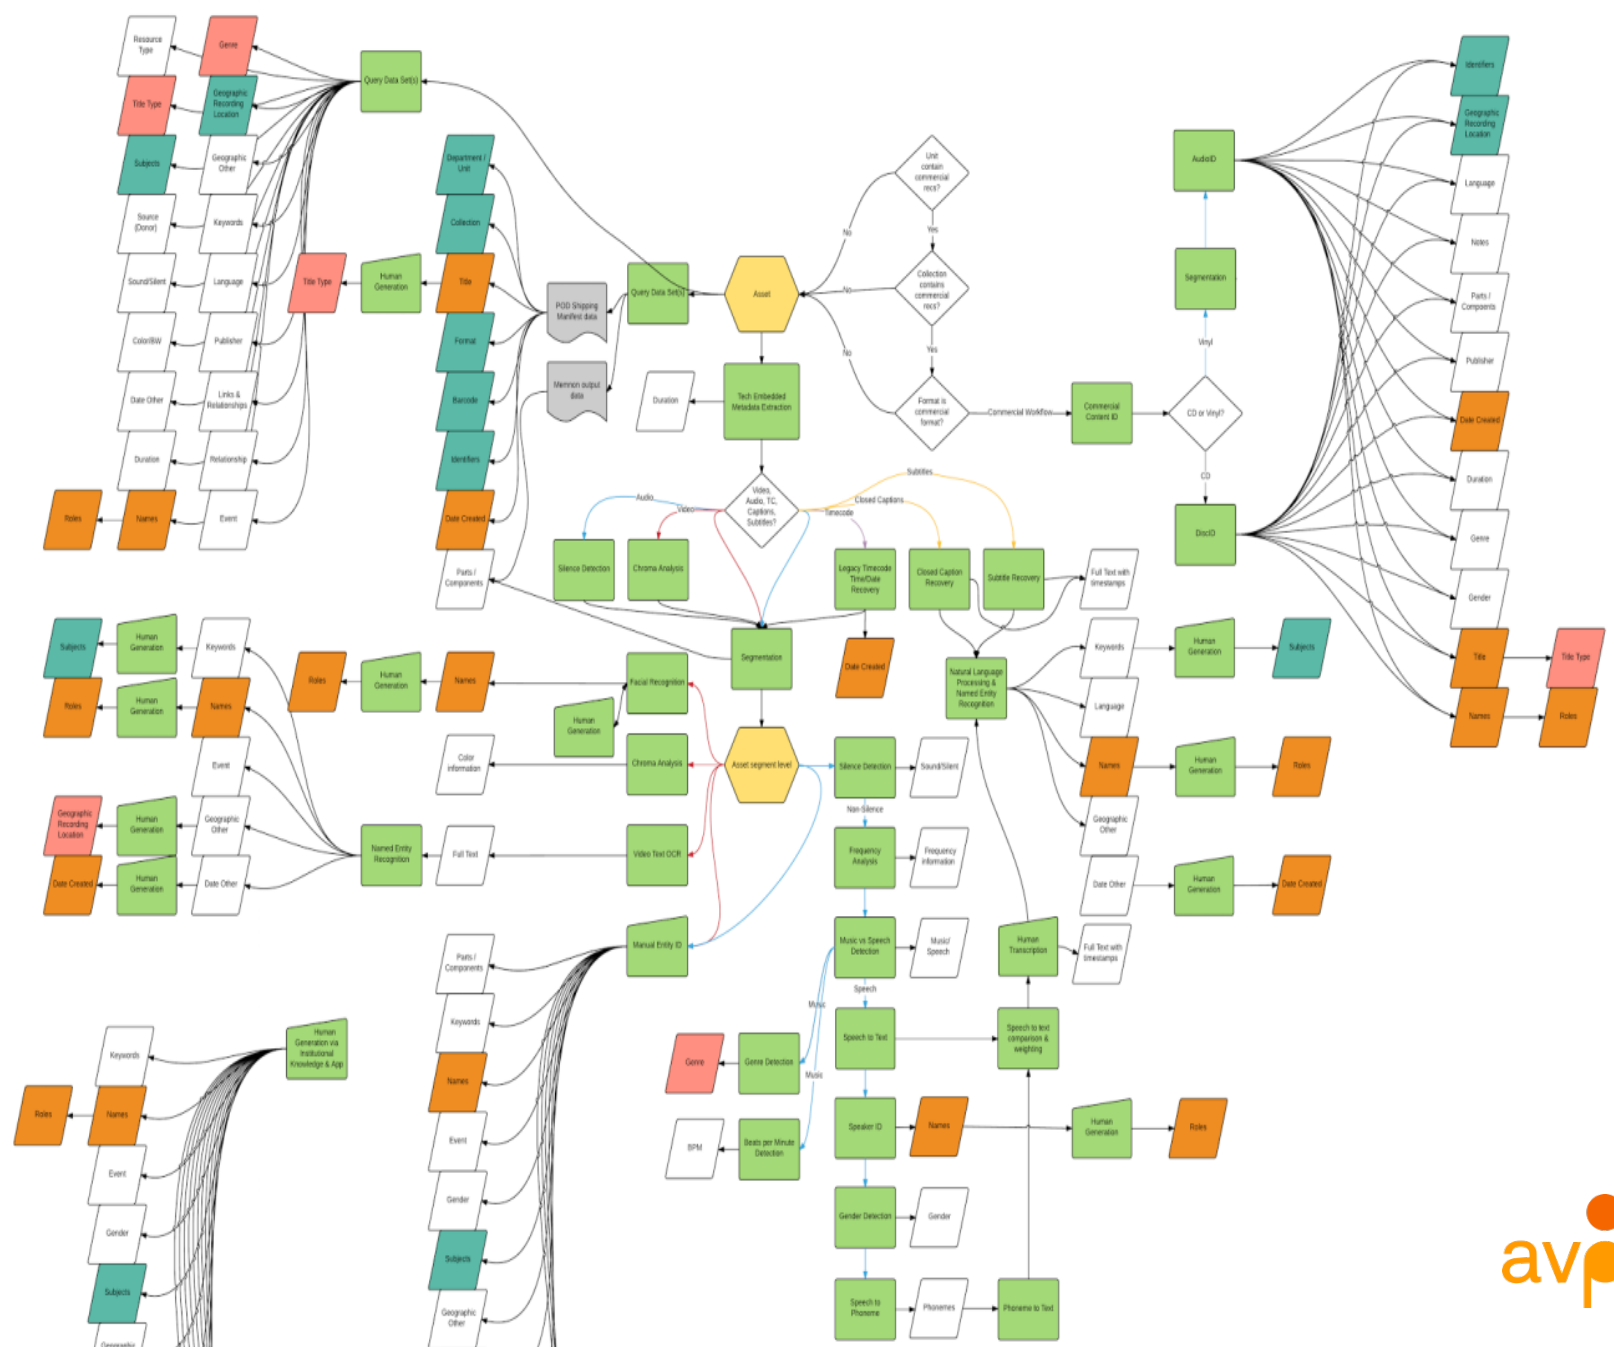 Resource
Type
Genre
Title Type
Geographic
Recording
Location
Subjects
Geographic
Other
Source
(Donor)
Keywords
Sound/Silent
Language
Color/BW
Publisher
Date Other
Links &
Relationships
Duration
Relationship
Roles
Names
Event
Query Data Set(s)
Title Type
Human
Generation
Department /
Unit
Collection
Title
Format
Barcode
Identifiers
Date Created
Parts /
Components
POD Shipping
Manifest data
Memnon output
data
Query Data Set(s)
Asset
Tech Embedded
Metadata Extraction
Duration
Unit
contain
commercial
recs?
Yes
No
Collection
contains
commercial
recs?
No
Yes
Format is
commercial
format?
No
Commercial Workflow
Commercial
Content ID
CD or Vinyl?
Vinyl
CD
Segmentation
AudioID
DiscID
Identifiers
Geographic
Recording
Location
Language
Notes
Parts /
Compoents
Publisher
Date Created
Duration
Genre
Gender
Title
Title Type
Names
Roles
Video,
Audio, TC,
Captions,
Subtitles?
Audio
Video
Timecode
Closed Captions
Subtitles
Silence Detection
Chroma Analysis
Legacy Timecode
Time/Date
Recovery
Closed Caption
Recovery
Subtitle Recovery
Full Text with
timestamps
Date Created
Segmentation
Natural Language
Processing &
Named Entity
Recognition
Keywords
Human
Generation
Subjects
Language
Names
Human
Generation
Roles
Geographic
Other
Date Other
Human
Generation
Date Created
Subjects
Human
Generation
Keywords
Roles
Human
Generation
Names
Event
Geographic
Recording
Location
Human
Generation
Geographic
Other
Date Created
Human
Generation
Date Other
Named Entity
Recognition
Full Text
Video Text OCR
Roles
Human
Generation
Names
Facial Recognition
Human
Generation
Color
information
Chroma Analysis
Asset segment level
Silence Detection
Sound/Silent
Non-Silence
Frequency
Analysis
Frequency
information
Music vs Speech
Detection
Music/
Speech
Speech
Music
Music
Speech to Text
Speech to text
comparison &
weighting
Human
Transcription
Full Text with
timestamps
Genre
Genre Detection
BPM
Beats per Minute
Detection
Speaker ID
Names
Human
Generation
Roles
Gender Detection
Gender
Speech to
Phoneme
Phonemes
Phoneme to Text
Manual Entity ID
Parts /
Components
Keywords
Names
Event
Gender
Subjects
Geographic
Other
Human
Generation via
Institutional
Knowledge & App
Keywords
Roles
Names
Event
Gender
Subjects
Geographic
avp